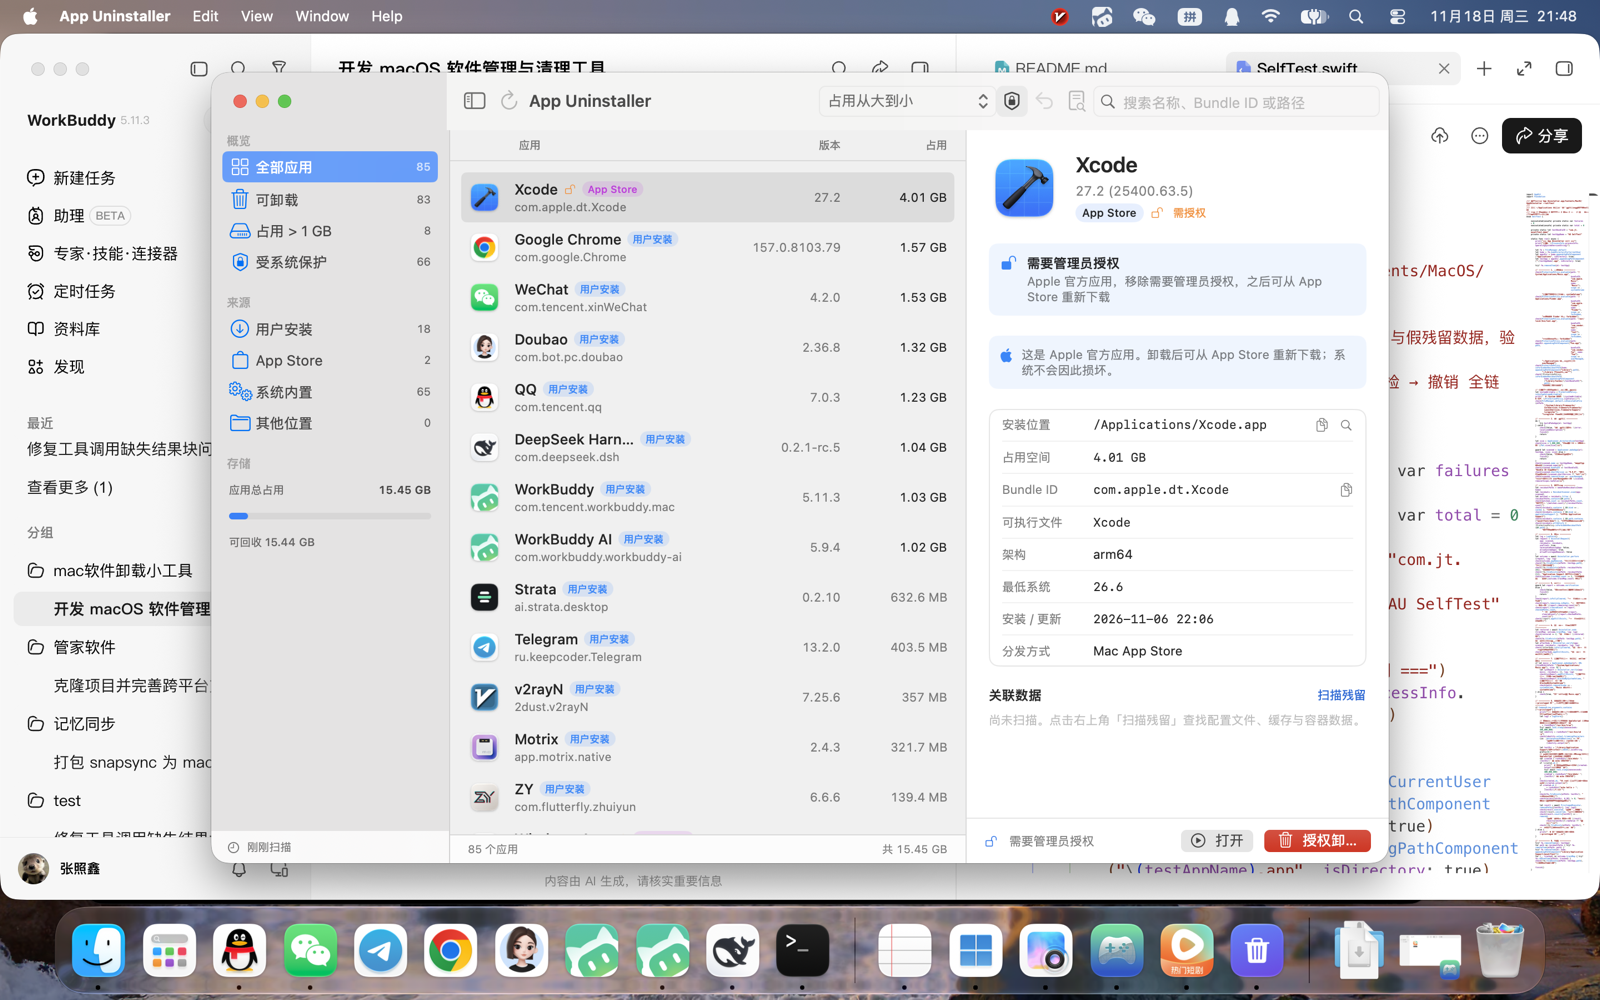 App Uninstaller Edit View Window Help
拼
11月18日 周三 21:48
WorkBuddy 5.11.3
新建任务
助理 BETA
专家·技能·连接器
定时任务
资料库
发现
最近
修复工具调用缺失结果块问
查看更多 (1)
分组
mac软件卸载小工具
开发 macOS 软件管理
管家软件
克隆项目并完善跨平台
记忆同步
打包 snapsync 为 mac
test
修复工具调用缺失结果
张照鑫
开发 macOS 软件管理与清理工具
README.md
SelfTest.swift
分享
App Uninstaller
占用从大到小
搜索名称、Bundle ID 或路径
概览
全部应用 85
可卸载 83
占用 > 1 GB 8
受系统保护 66
来源
用户安装 18
App Store 2
系统内置 65
其他位置 0
存储
应用总占用 15.45 GB
可回收 15.44 GB
刚刚扫描
应用 版本 占用
Xcode App Store
com.apple.dt.Xcode
27.2 4.01 GB
Google Chrome 用户安装
com.google.Chrome
157.0.8103.79 1.57 GB
WeChat 用户安装
com.tencent.xinWeChat
4.2.0 1.53 GB
Doubao 用户安装
com.bot.pc.doubao
2.36.8 1.32 GB
QQ 用户安装
com.tencent.qq
7.0.3 1.23 GB
DeepSeek Harn... 用户安装
com.deepseek.dsh
0.2.1-rc.5 1.04 GB
WorkBuddy 用户安装
com.tencent.workbuddy.mac
5.11.3 1.03 GB
WorkBuddy AI 用户安装
com.workbuddy.workbuddy-ai
5.9.4 1.02 GB
Strata 用户安装
ai.strata.desktop
0.2.10 632.6 MB
Telegram 用户安装
ru.keepcoder.Telegram
13.2.0 403.5 MB
v2rayN 用户安装
2dust.v2rayN
7.25.6 357 MB
Motrix 用户安装
app.motrix.native
2.4.3 321.7 MB
ZY 用户安装
com.flutterfly.zhuiyun
6.6.6 139.4 MB
85 个应用 共 15.45 GB
Xcode
27.2 (25400.63.5)
App Store 需授权
需要管理员授权
Apple 官方应用，移除需要管理员授权，之后可从 App
Store 重新下载
这是 Apple 官方应用。卸载后可从 App Store 重新下载；系
统不会因此损坏。
安装位置 /Applications/Xcode.app
占用空间 4.01 GB
Bundle ID com.apple.dt.Xcode
可执行文件 Xcode
架构 arm64
最低系统 26.6
安装 / 更新 2026-11-06 22:06
分发方式 Mac App Store
关联数据 扫描残留
尚未扫描。点击右上角「扫描残留」查找配置文件、缓存与容器数据。
需要管理员授权 打开 授权卸...
ents/MacOS/
与假残留数据，验
验 → 撤销 全链
var failures
var total = 0
"com.jt.
AU SelfTest"
===")
cessInfo.
)
CurrentUser
thComponent
true)
gPathComponent
("\(testAppName).app", isDirectory: true)
内容由 AI 生成，请核实重要信息
ZY
热门短剧